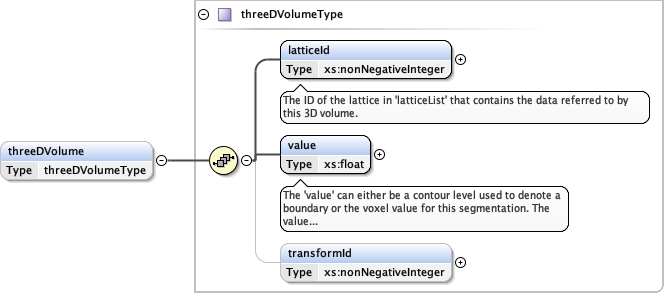 threeDVolumeType
latticeId
Type xs:nonNegativeInteger
The ID of the lattice in 'latticeList' that contains the data referred to by
this 3D volume.
threeDVolume
Type threeDVolumeType
value
Type xs:float
The 'value' can either be a contour level used to denote a
boundary or the voxel value for this segmentation. The
value...
transformId
Type xs:nonNegativeInteger